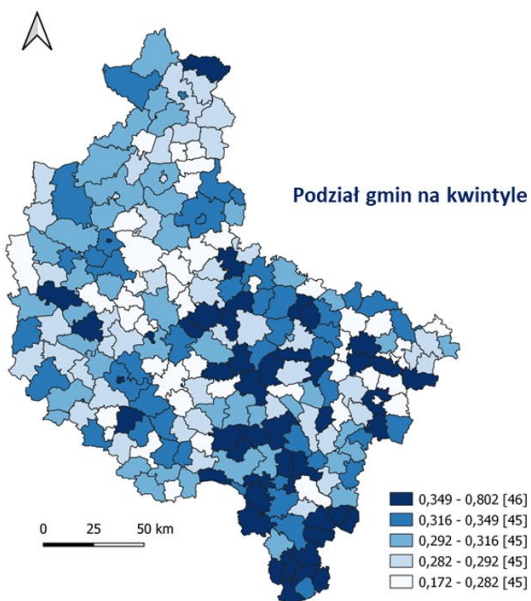 Podział gmin na kwintyle
0,349 - 0,802 [46]
0,316 - 0,349 [45]
0,292 - 0,316 [45]
0,282 - 0,292 [45]
0,172 - 0,282 [45]
0 25 50 km